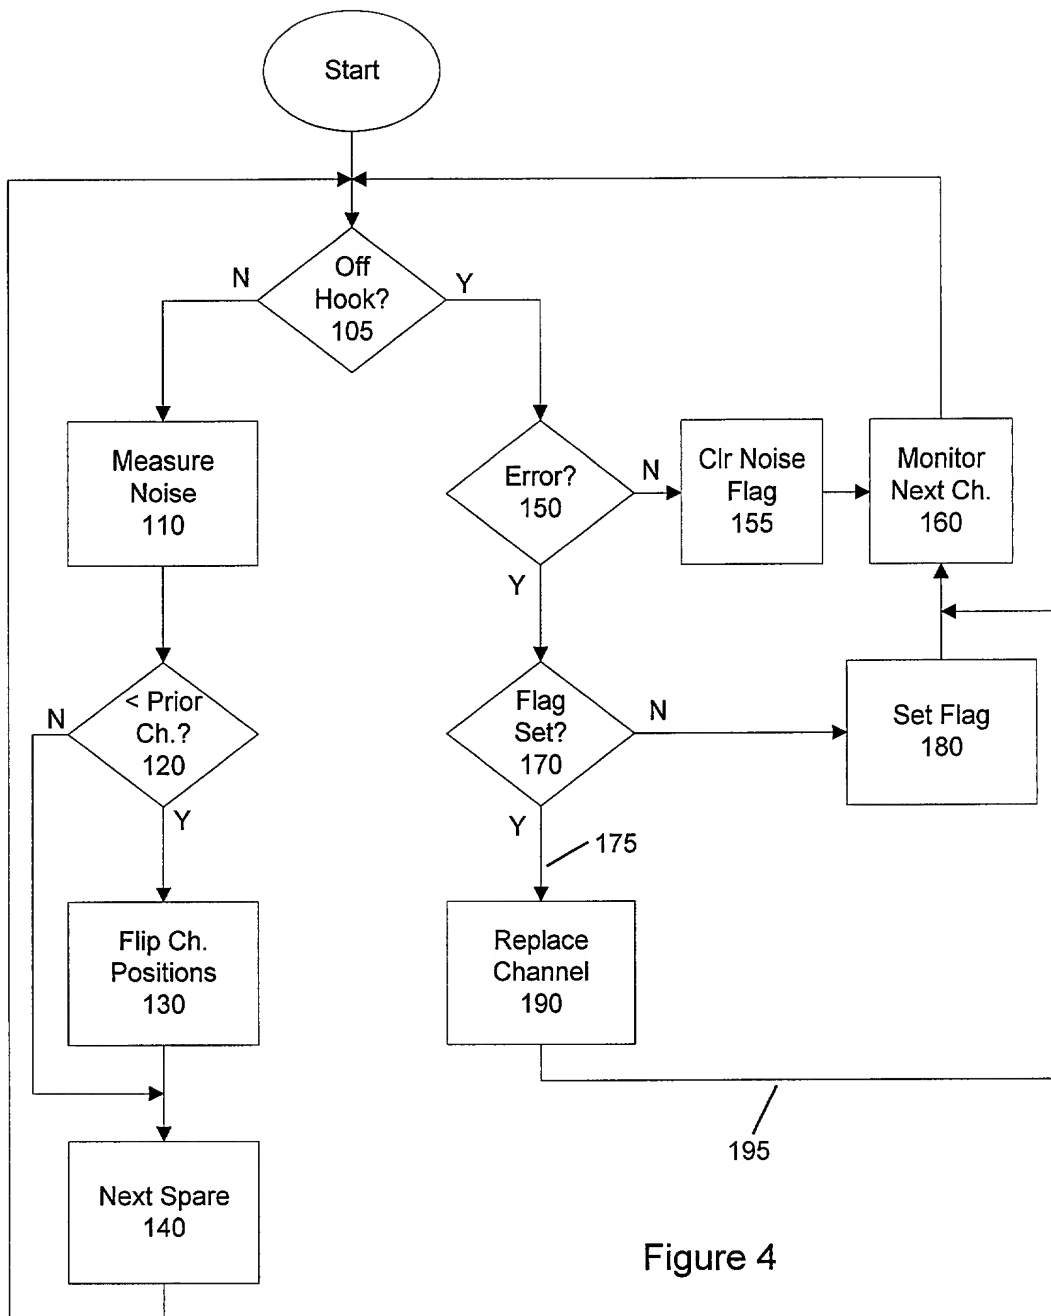 Start
Off
Hook?
105
N
Y
Measure
Noise
110
Error?
150
N
Clr Noise
Flag
155
Monitor
Next Ch.
160
Y
< Prior
Ch.?
120
N
Y
Flag
Set?
170
N
Set Flag
180
Y
175
Flip Ch.
Positions
130
Replace
Channel
190
195
Next Spare
140
Figure 4